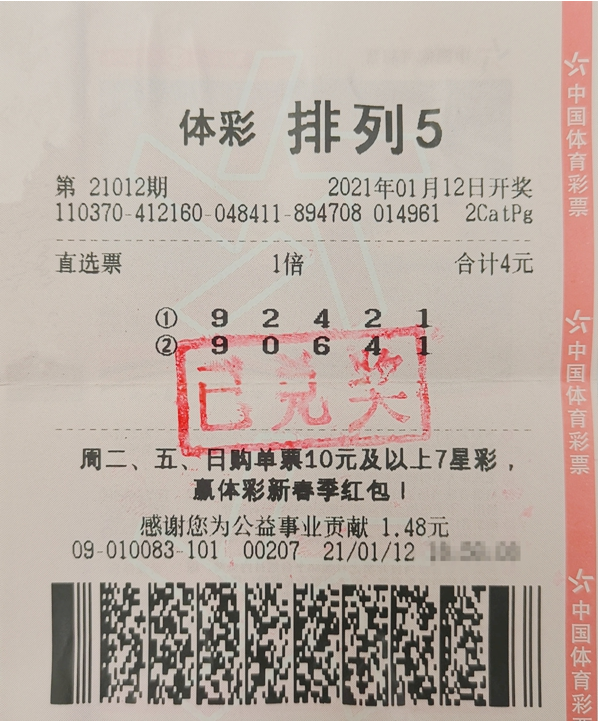 体彩 排列5
第 21012期 2021年01月12日开奖
110370-412160-048411-894708 014961 2CatPg
直选票 1倍 合计4元
① 9 2 4 2 1
② 9 0 6 4 1
已兑奖
周二、五、日购单票10元及以上7星彩，
赢体彩新春季红包！
感谢您为公益事业贡献 1.48元
09-010083-101 00207 21/01/12
中国体育彩票
中国体育彩票
中国体育彩票